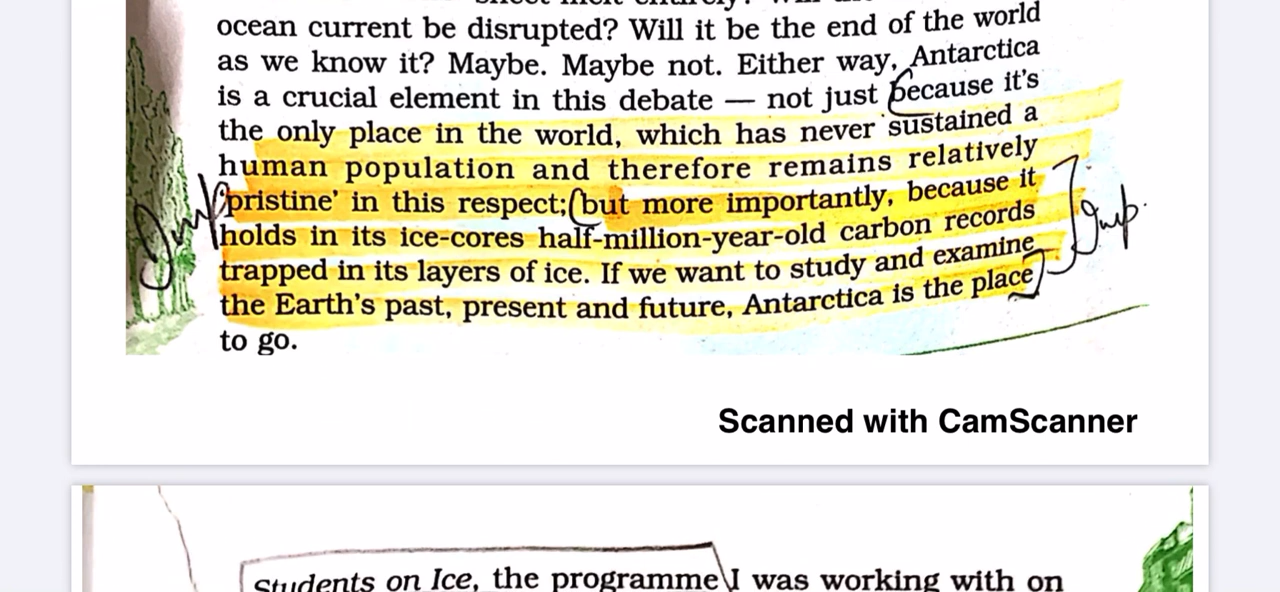 ocean current be disrupted? Will it be the end of the world
as we know it? Maybe. Maybe not. Either way, Antarctica
is a crucial element in this debate — not just because it's
the only place in the world, which has never sustained a
human population and therefore remains relatively
'pristine' in this respect; but more importantly, because it
holds in its ice-cores half-million-year-old carbon records
trapped in its layers of ice. If we want to study and examine
the Earth's past, present and future, Antarctica is the place
to go.
Imp
Imp.
Scanned with CamScanner
Students on Ice, the programme I was working with on